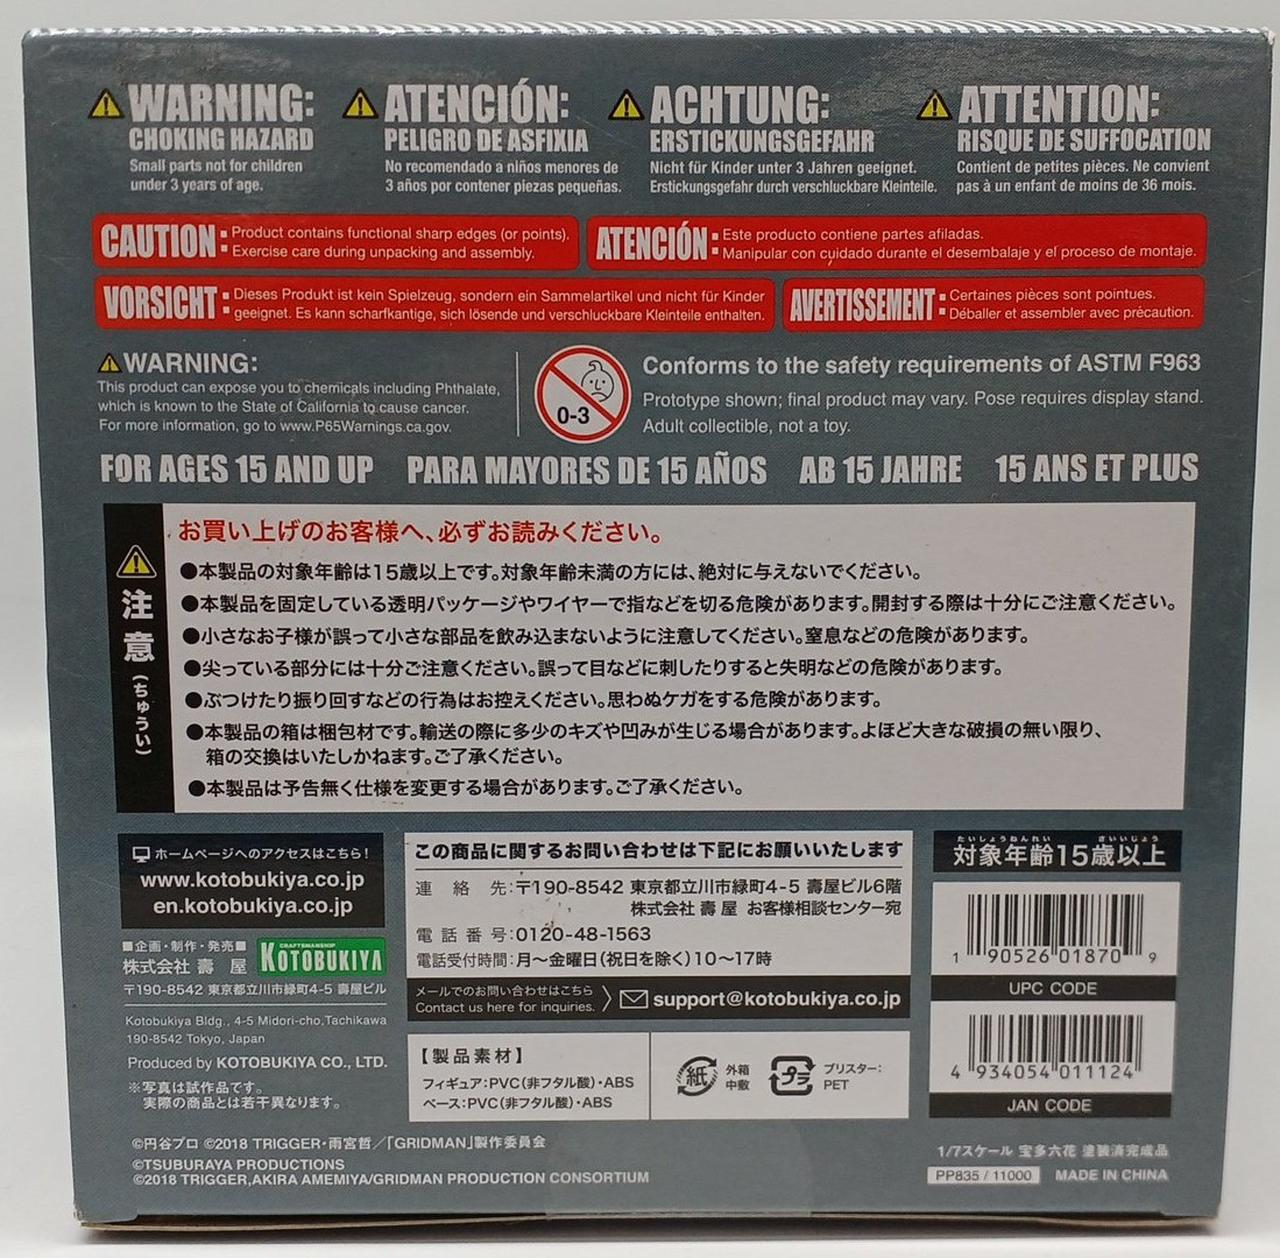 WARNING:
CHOKING HAZARD
Small parts not for children
under 3 years of age.
ATENCIÓN:
PELIGRO DE ASFIXIA
No recomendado a niños menores de
3 años por contener piezas pequeñas.
ACHTUNG:
ERSTICKUNGSGEFAHR
Nicht für Kinder unter 3 Jahren geeignet.
Erstickungsgefahr durch verschluckbare Kleinteile.
ATTENTION:
RISQUE DE SUFFOCATION
Contient de petites pièces. Ne convient
pas à un enfant de moins de 36 mois.
CAUTION: Product contains functional sharp edges (or points).
Exercise care during unpacking and assembly.
ATENCIÓN: Este producto contiene partes afiladas.
Manipular con cuidado durante el desembalaje y el proceso de montaje.
VORSICHT: Dieses Produkt ist kein Spielzeug, sondern ein Sammelartikel und nicht für Kinder
geeignet. Es kann scharfkantige, sich lösende und verschluckbare Kleinteile enthalten.
AVERTISSEMENT: Certaines pièces sont pointues.
Déballer et assembler avec précaution.
WARNING:
This product can expose you to chemicals including Phthalate,
which is known to the State of California to cause cancer.
For more information, go to www.P65Warnings.ca.gov.
0-3
Conforms to the safety requirements of ASTM F963
Prototype shown; final product may vary. Pose requires display stand.
Adult collectible, not a toy.
FOR AGES 15 AND UP PARA MAYORES DE 15 AÑOS AB 15 JAHRE 15 ANS ET PLUS
注意(ちゅうい)
お買い上げのお客様へ、必ずお読みください。
●本製品の対象年齢は15歳以上です。対象年齢未満の方には、絶対に与えないでください。
●本製品を固定している透明パッケージやワイヤーで指などを切る危険があります。開封する際は十分にご注意ください。
●小さなお子様が誤って小さな部品を飲み込まないように注意してください。窒息などの危険があります。
●尖っている部分には十分ご注意ください。誤って目などに刺したりすると失明などの危険があります。
●ぶつけたり振り回すなどの行為はお控えください。思わぬケガをする危険があります。
●本製品の箱は梱包材です。輸送の際に多少のキズや凹みが生じる場合があります。よほど大きな破損の無い限り、
箱の交換はいたしかねます。ご了承ください。
●本製品は予告無く仕様を変更する場合があります。ご了承ください。
ホームページへのアクセスはこちら!
www.kotobukiya.co.jp
en.kotobukiya.co.jp
■企画・制作・発売■
株式会社 壽 屋
CRAFTSMANSHIP
KOTOBUKIYA
〒190-8542 東京都立川市緑町4-5 壽屋ビル
Kotobukiya Bldg., 4-5 Midori-cho,Tachikawa
190-8542 Tokyo, Japan
Produced by KOTOBUKIYA CO., LTD.
※写真は試作品です。
実際の商品とは若干異なります。
この商品に関するお問い合わせは下記にお願いいたします
連 絡 先:〒190-8542 東京都立川市緑町4-5 壽屋ビル6階
株式会社 壽 屋 お客様相談センター宛
電 話 番 号:0120-48-1563
電話受付時間:月〜金曜日(祝日を除く)10〜17時
メールでのお問い合わせはこちら
Contact us here for inquiries.
support@kotobukiya.co.jp
【製品素材】
フィギュア:PVC(非フタル酸)・ABS
ベース:PVC(非フタル酸)・ABS
紙
外箱
中敷
プラ
ブリスター:
PET
たいしょうねんれい さいいじょう
対象年齢15歳以上
1 90526 01870 9
UPC CODE
4 934054 011124
JAN CODE
©円谷プロ ©2018 TRIGGER・雨宮哲/「GRIDMAN」製作委員会
©TSUBURAYA PRODUCTIONS
©2018 TRIGGER,AKIRA AMEMIYA/GRIDMAN PRODUCTION CONSORTIUM
1/7スケール 宝多六花 塗装済完成品
PP835 / 11000 MADE IN CHINA